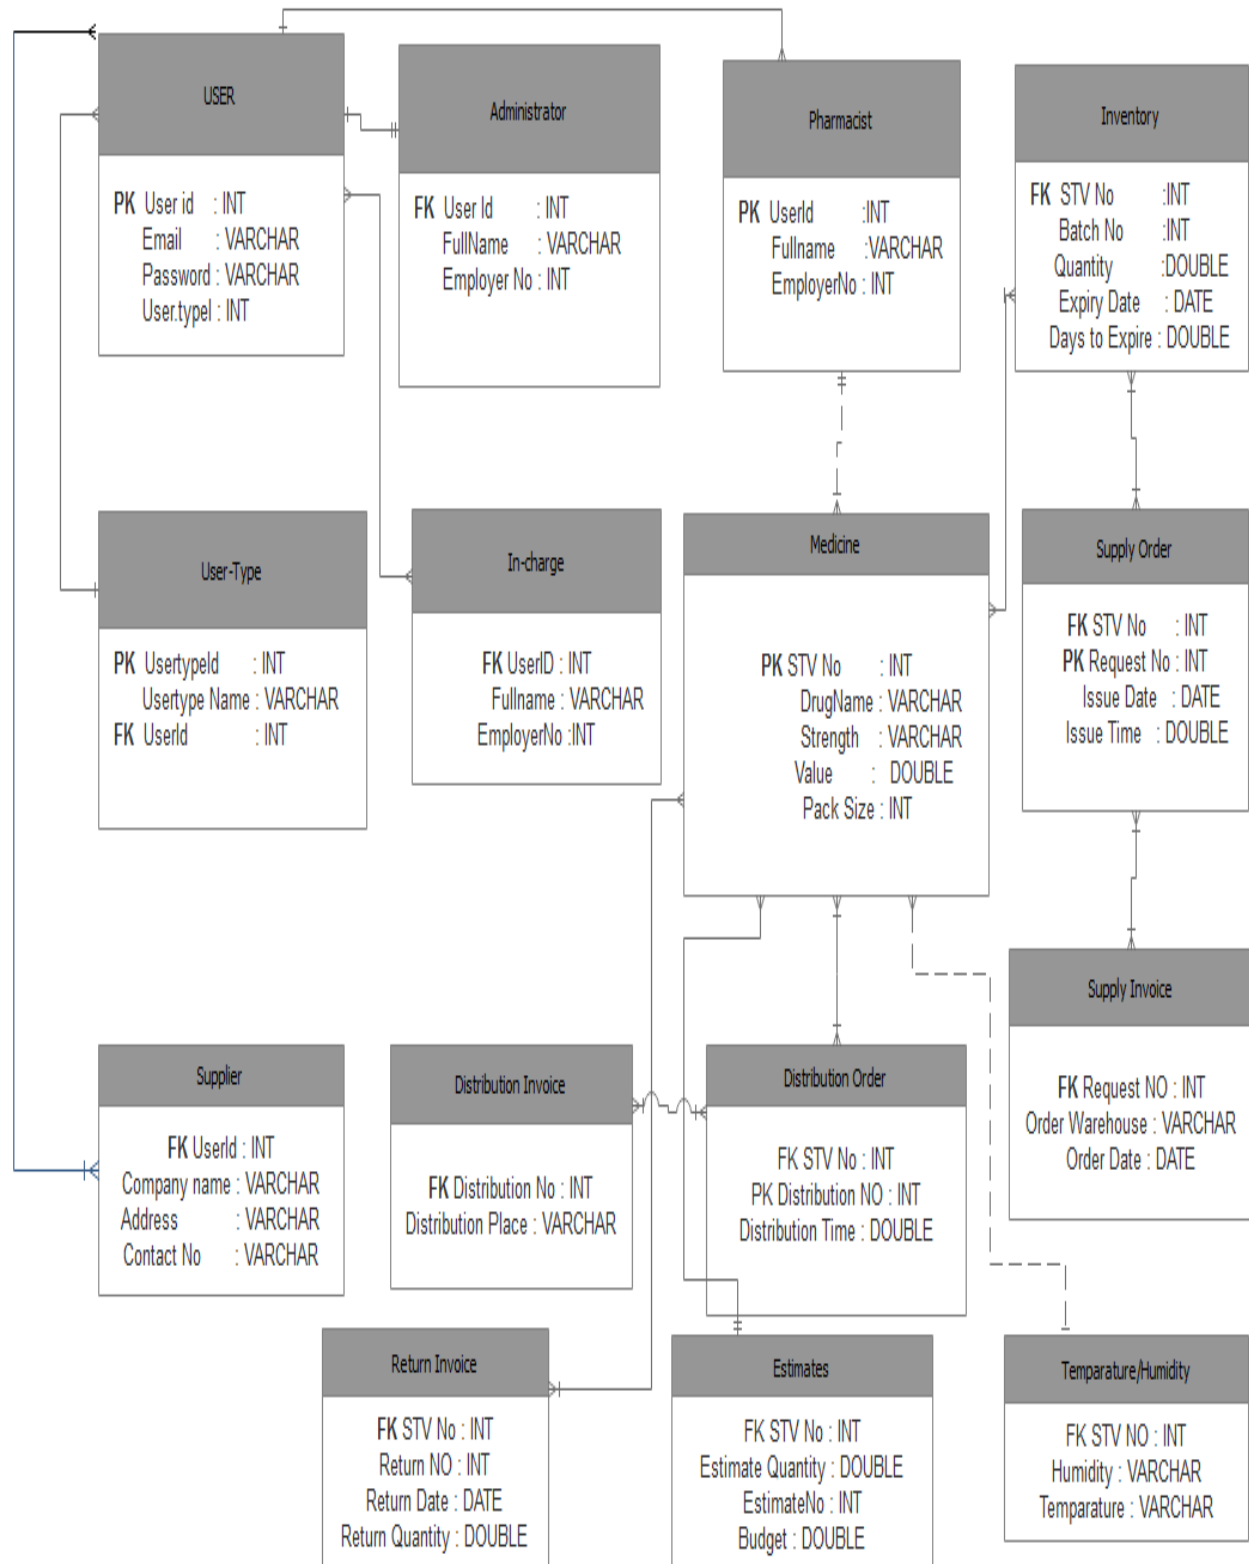 USER
PK User id : INT
Email : VARCHAR
Password : VARCHAR
User.typeI : INT
Administrator
FK User Id : INT
FullName : VARCHAR
Employer No : INT
Pharmacist
PK UserId :INT
Fullname :VARCHAR
EmployerNo : INT
Inventory
FK STV No :INT
Batch No :INT
Quantity :DOUBLE
Expiry Date : DATE
Days to Expire : DOUBLE
User-Type
PK UsertypeId : INT
Usertype Name : VARCHAR
FK UserId : INT
In-charge
FK UserID : INT
Fullname : VARCHAR
EmployerNo :INT
Medicine
PK STV No : INT
DrugName : VARCHAR
Strength : VARCHAR
Value : DOUBLE
Pack Size : INT
Supply Order
FK STV No : INT
PK Request No : INT
Issue Date : DATE
Issue Time : DOUBLE
Supplier
FK UserId : INT
Company name : VARCHAR
Address : VARCHAR
Contact No : VARCHAR
Distribution Invoice
FK Distribution No : INT
Distribution Place : VARCHAR
Distribution Order
FK STV No : INT
PK Distribution NO : INT
Distribution Time : DOUBLE
Supply Invoice
FK Request NO : INT
Order Warehouse : VARCHAR
Order Date : DATE
Return Invoice
FK STV No : INT
Return NO : INT
Return Date : DATE
Return Quantity : DOUBLE
Estimates
FK STV No : INT
Estimate Quantity : DOUBLE
EstimateNo : INT
Budget : DOUBLE
Temparature/Humidity
FK STV NO : INT
Humidity : VARCHAR
Temparature : VARCHAR